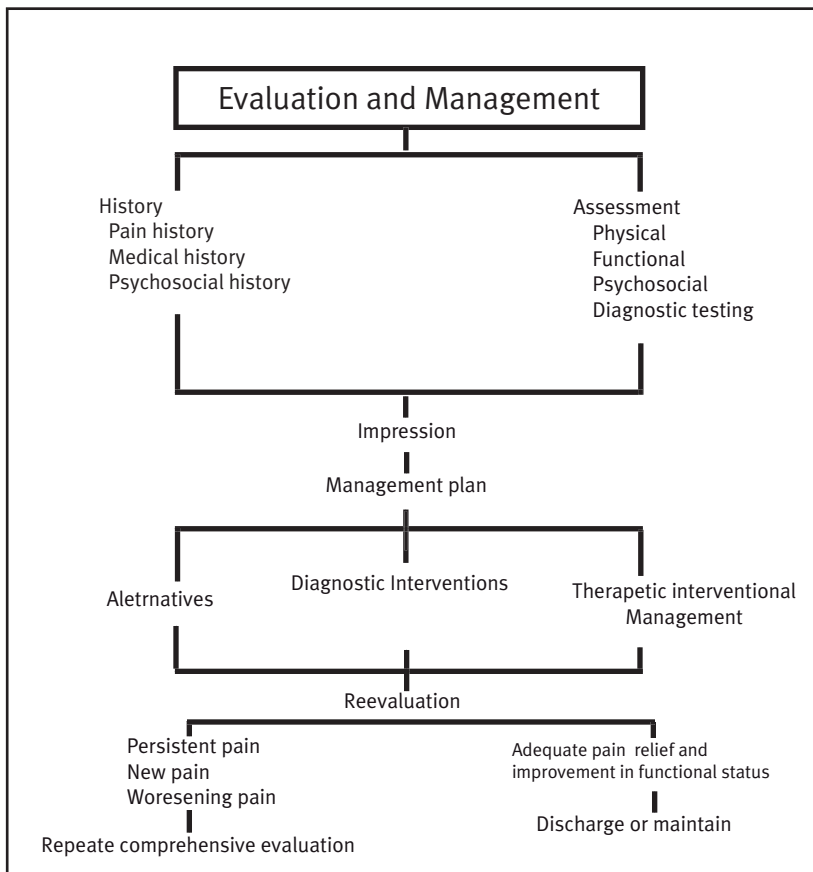 Evaluation and Management
History
Pain history
Medical history
Psychosocial history
Assessment
Physical
Functional
Psychosocial
Diagnostic testing
Impression
Management plan
Aletrnatives
Diagnostic Interventions
Therapetic interventional
Management
Reevaluation
Persistent pain
New pain
Woresening pain
Repeate comprehensive evaluation
Adequate pain relief and
improvement in functional status
Discharge or maintain